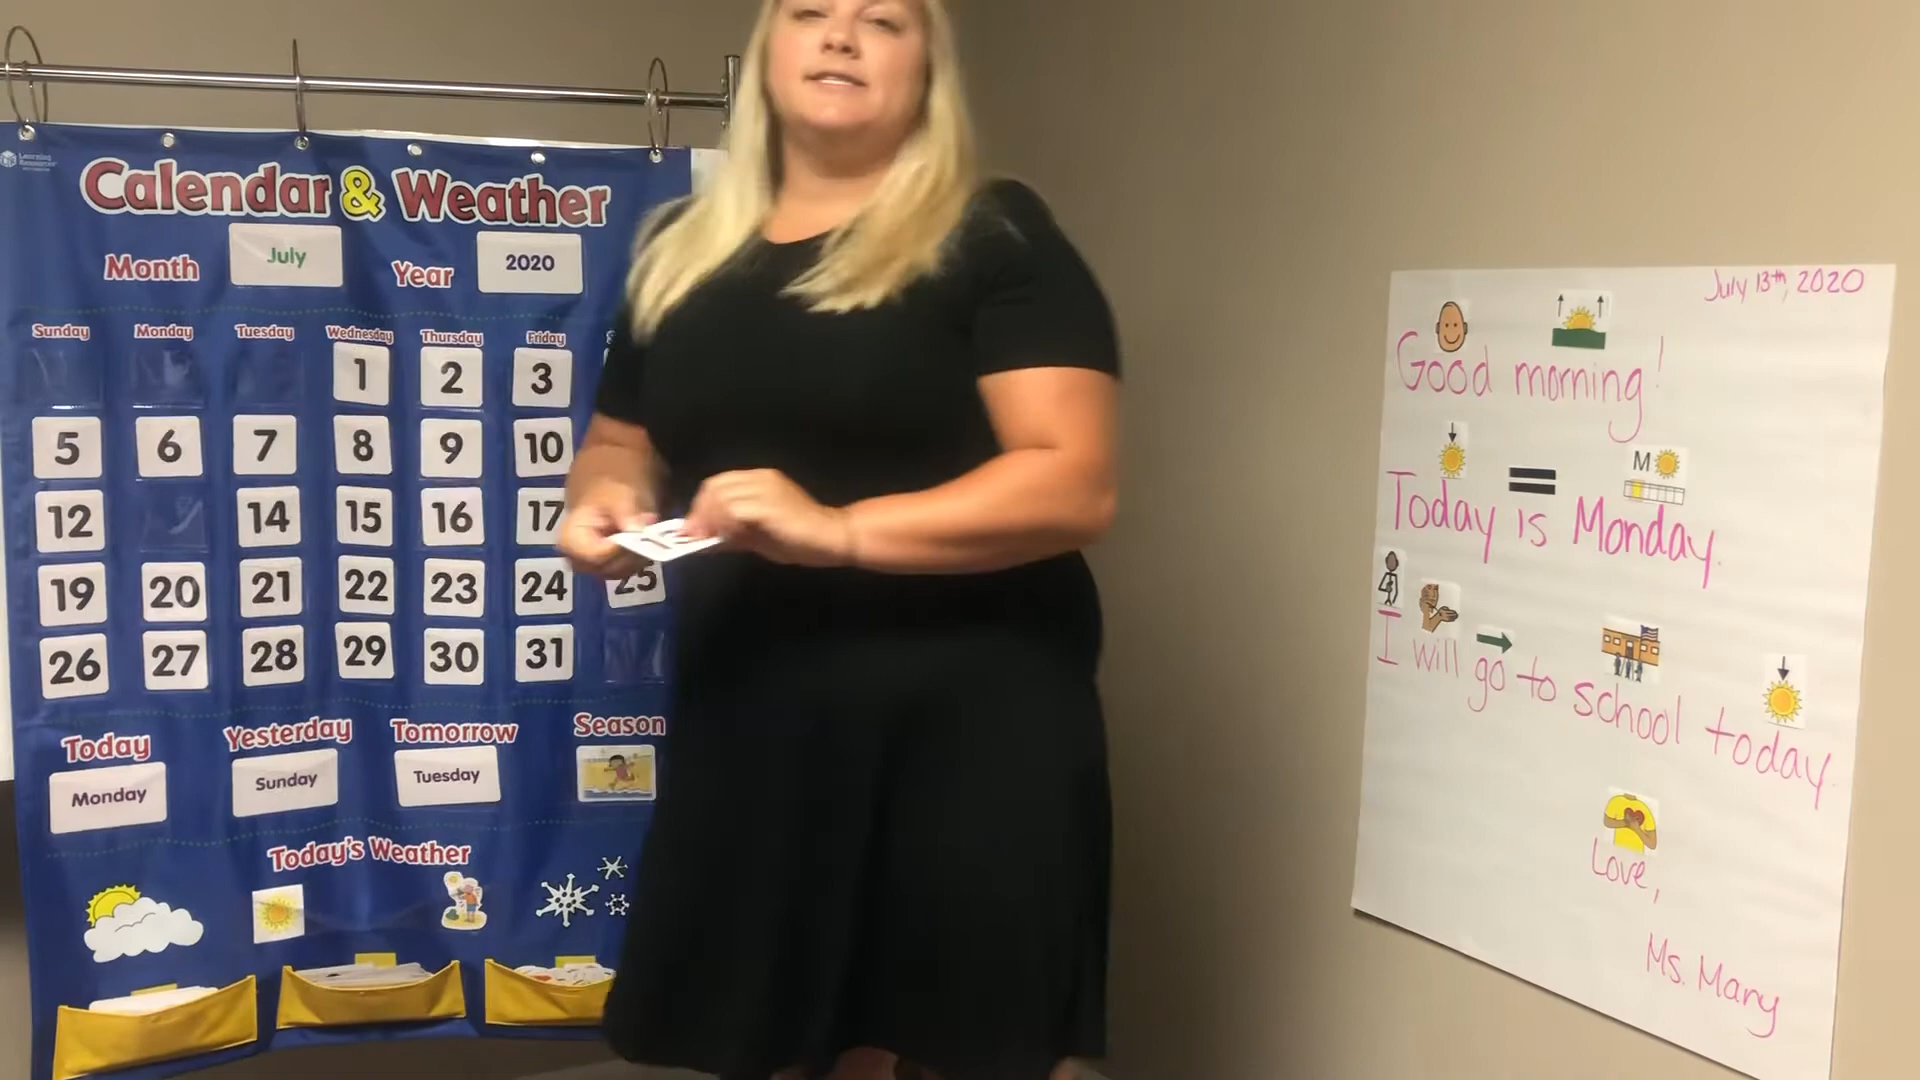 Learning Resources
Calendar & Weather
Month July Year 2020
Sunday Monday Tuesday Wednesday Thursday Friday
1 2 3
5 6 7 8 9 10
12 14 15 16 17
19 20 21 22 23 24 25
26 27 28 29 30 31
Today Yesterday Tomorrow Season
Monday Sunday Tuesday
Today's Weather
July 13th, 2020
Good morning!
M
Today is Monday.
I will go to school today.
Love,
Ms. Mary